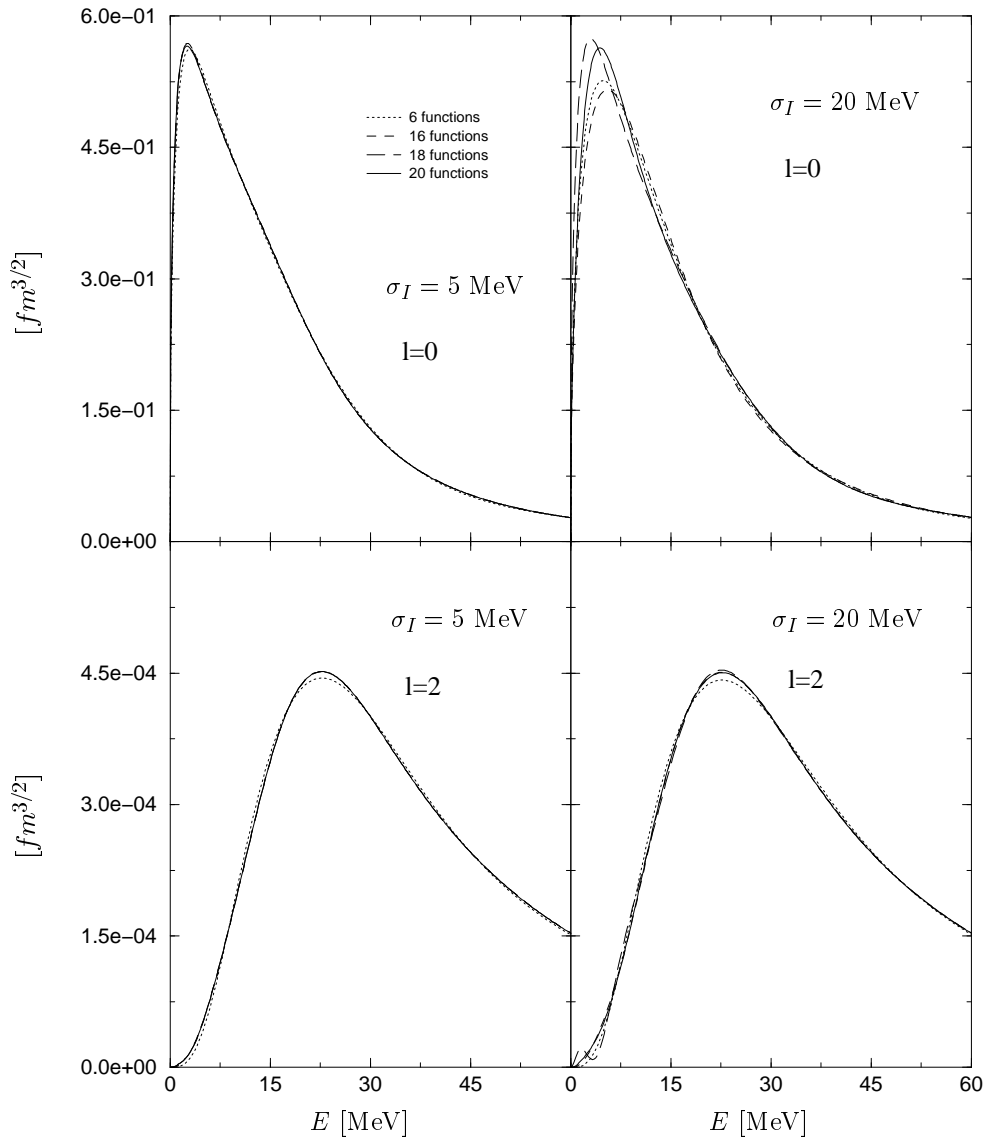 6.0e−01
4.5e−01
3.0e−01
1.5e−01
0.0e+00
[fm^{3/2}]
6 functions
16 functions
18 functions
20 functions
σ_I = 5 MeV
l=0
σ_I = 20 MeV
l=0
4.5e−04
3.0e−04
1.5e−04
0.0e+00
[fm^{3/2}]
σ_I = 5 MeV
l=2
σ_I = 20 MeV
l=2
0 15 30 45 0 15 30 45 60
E [MeV] E [MeV]